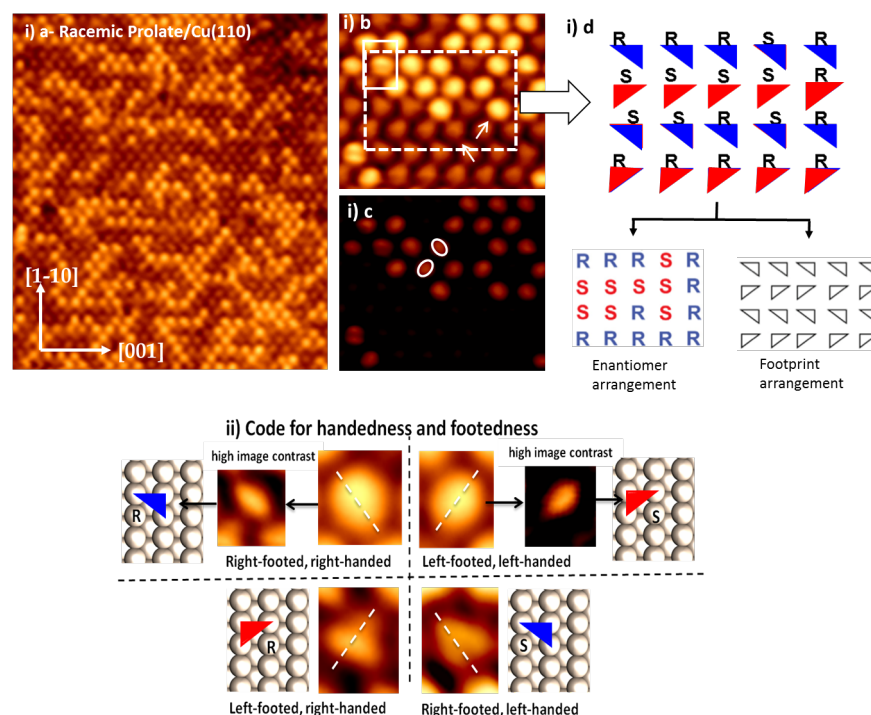 i) a- Racemic Prolate/Cu(110)
[1-10]
[001]
i) b
i) c
i) d
R R R S R
S S S S R
S S R S R
R R R R R
R R R S R
S S S S R
S S R S R
R R R R R
Enantiomer
arrangement
Footprint
arrangement
ii) Code for handedness and footedness
high image contrast
high image contrast
R
S
Right-footed, right-handed
Left-footed, left-handed
R
S
Left-footed, right-handed
Right-footed, left-handed